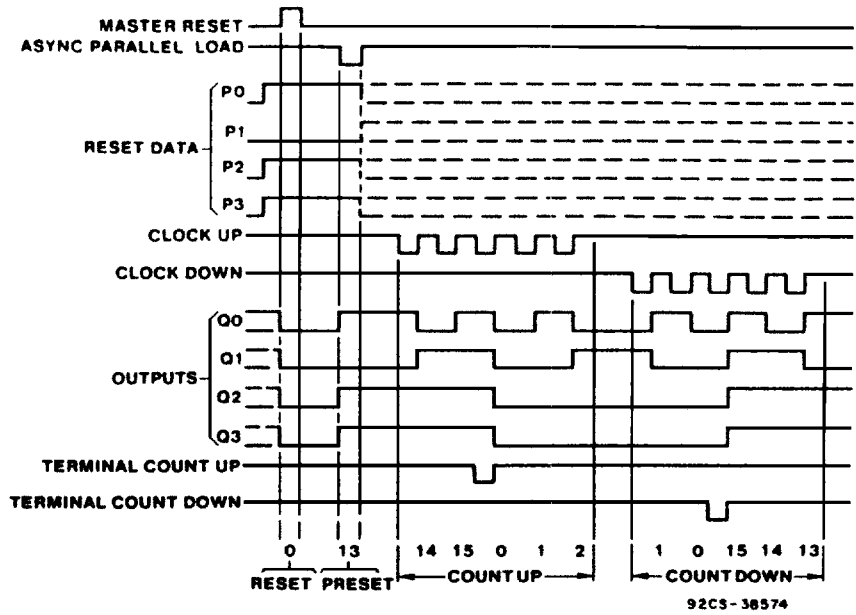 MASTER RESET
ASYNC PARALLEL LOAD
P0
P1
RESET DATA
P2
P3
CLOCK UP
CLOCK DOWN
Q0
Q1
OUTPUTS
Q2
Q3
TERMINAL COUNT UP
TERMINAL COUNT DOWN
0 13 14 15 0 1 2 1 0 15 14 13
RESET PRESET COUNT UP COUNT DOWN
92CS-38574